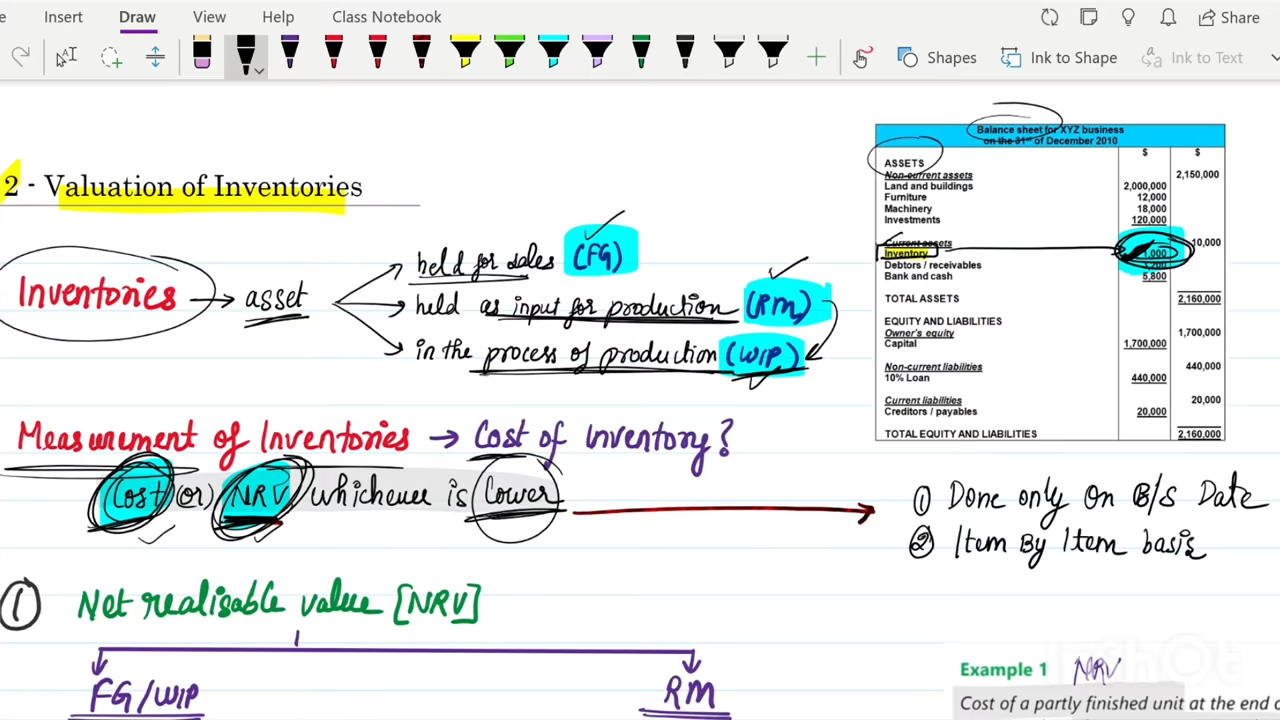 Insert Draw View Help Class Notebook Share
Shapes Ink to Shape Ink to Text
2 - Valuation of Inventories
Inventories → asset
held for sales (FG)
held as input for production (RM)
in the process of production (WIP)
Balance sheet for XYZ business
on the 31st of December 2010
$ $
ASSETS
Non-current assets 2,150,000
Land and buildings 2,000,000
Furniture 12,000
Machinery 18,000
Investments 120,000
Current assets 10,000
Inventory ,000
Debtors / receivables
Bank and cash 5,800
TOTAL ASSETS 2,160,000
EQUITY AND LIABILITIES
Owner's equity 1,700,000
Capital 1,700,000
Non-current liabilities 440,000
10% Loan 440,000
Current liabilities 20,000
Creditors / payables 20,000
TOTAL EQUITY AND LIABILITIES 2,160,000
Measurement of Inventories → Cost of Inventory?
Cost (or) NRV whichever is lower
① Done only on B/S Date
② Item By Item basis
① Net realisable value [NRV]
FG/WIP RM
Example 1 NRV
Cost of a partly finished unit at the end o